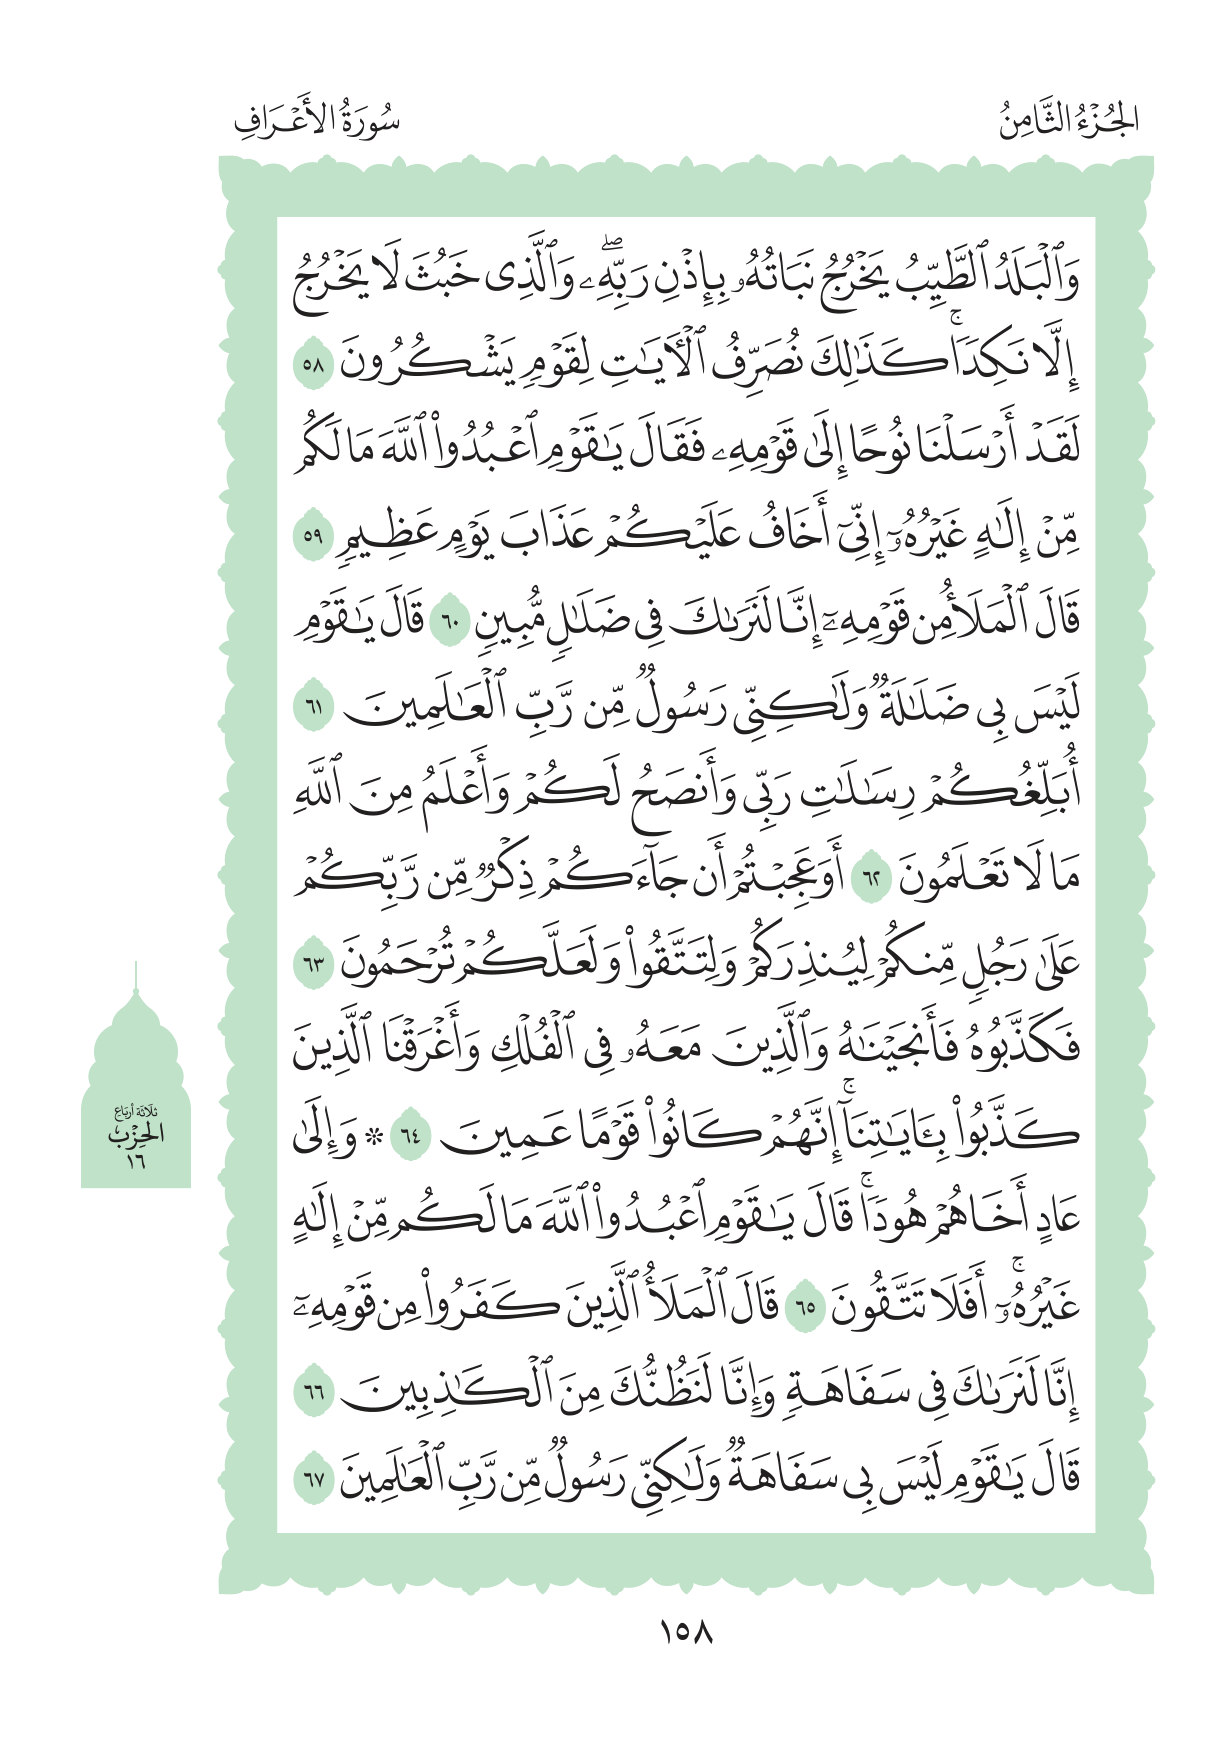 الجُزْءُ الثَّامِنُ
سُورَةُ الأَعْرَافِ
وَٱلْبَلَدُ ٱلطَّيِّبُ يَخْرُجُ نَبَاتُهُۥ بِإِذْنِ رَبِّهِۦۖ وَٱلَّذِى خَبُثَ لَا يَخْرُجُ
إِلَّا نَكِدٗاۚ كَذَٰلِكَ نُصَرِّفُ ٱلْأٓيَٰتِ لِقَوْمٖ يَشْكُرُونَ ٥٨
لَقَدْ أَرْسَلْنَا نُوحًا إِلَىٰ قَوْمِهِۦ فَقَالَ يَٰقَوْمِ ٱعْبُدُوا۟ ٱللَّهَ مَا لَكُم
مِّنْ إِلَٰهٍ غَيْرُهُۥٓ إِنِّىٓ أَخَافُ عَلَيْكُمْ عَذَابَ يَوْمٍ عَظِيمٖ ٥٩
قَالَ ٱلْمَلَأُ مِن قَوْمِهِۦٓ إِنَّا لَنَرَىٰكَ فِى ضَلَٰلٖ مُّبِينٖ ٦٠ قَالَ يَٰقَوْمِ
لَيْسَ بِى ضَلَٰلَةٞ وَلَٰكِنِّى رَسُولٞ مِّن رَّبِّ ٱلْعَٰلَمِينَ ٦١
أُبَلِّغُكُمْ رِسَٰلَٰتِ رَبِّى وَأَنصَحُ لَكُمْ وَأَعْلَمُ مِنَ ٱللَّهِ
مَا لَا تَعْلَمُونَ ٦٢ أَوَعَجِبْتُمْ أَن جَآءَكُمْ ذِكْرٞ مِّن رَّبِّكُمْ
عَلَىٰ رَجُلٖ مِّنكُمْ لِيُنذِرَكُمْ وَلِتَتَّقُوا۟ وَلَعَلَّكُمْ تُرْحَمُونَ ٦٣
فَكَذَّبُوهُ فَأَنجَيْنَٰهُ وَٱلَّذِينَ مَعَهُۥ فِى ٱلْفُلْكِ وَأَغْرَقْنَا ٱلَّذِينَ
كَذَّبُوا۟ بِـَٔايَٰتِنَآۚ إِنَّهُمْ كَانُوا۟ قَوْمًا عَمِينَ ٦٤ ۞ وَإِلَىٰ
عَادٍ أَخَاهُمْ هُودٗاۚ قَالَ يَٰقَوْمِ ٱعْبُدُوا۟ ٱللَّهَ مَا لَكُم مِّنْ إِلَٰهٍ
غَيْرُهُۥٓۚ أَفَلَا تَتَّقُونَ ٦٥ قَالَ ٱلْمَلَأُ ٱلَّذِينَ كَفَرُوا۟ مِن قَوْمِهِۦٓ
إِنَّا لَنَرَىٰكَ فِى سَفَاهَةٖ وَإِنَّا لَنَظُنُّكَ مِنَ ٱلْكَٰذِبِينَ ٦٦
قَالَ يَٰقَوْمِ لَيْسَ بِى سَفَاهَةٞ وَلَٰكِنِّى رَسُولٞ مِّن رَّبِّ ٱلْعَٰلَمِينَ ٦٧
ثلَاثَة أربَاع
الحِزْب
١٦
١٥٨